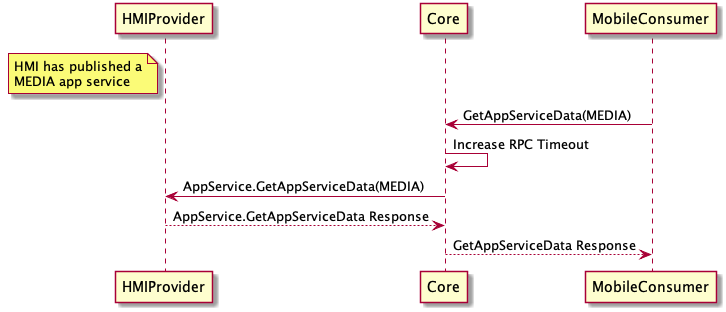 HMIProvider
Core
MobileConsumer
HMI has published a
MEDIA app service
GetAppServiceData(MEDIA)
Increase RPC Timeout
AppService.GetAppServiceData(MEDIA)
AppService.GetAppServiceData Response
GetAppServiceData Response
HMIProvider
Core
MobileConsumer